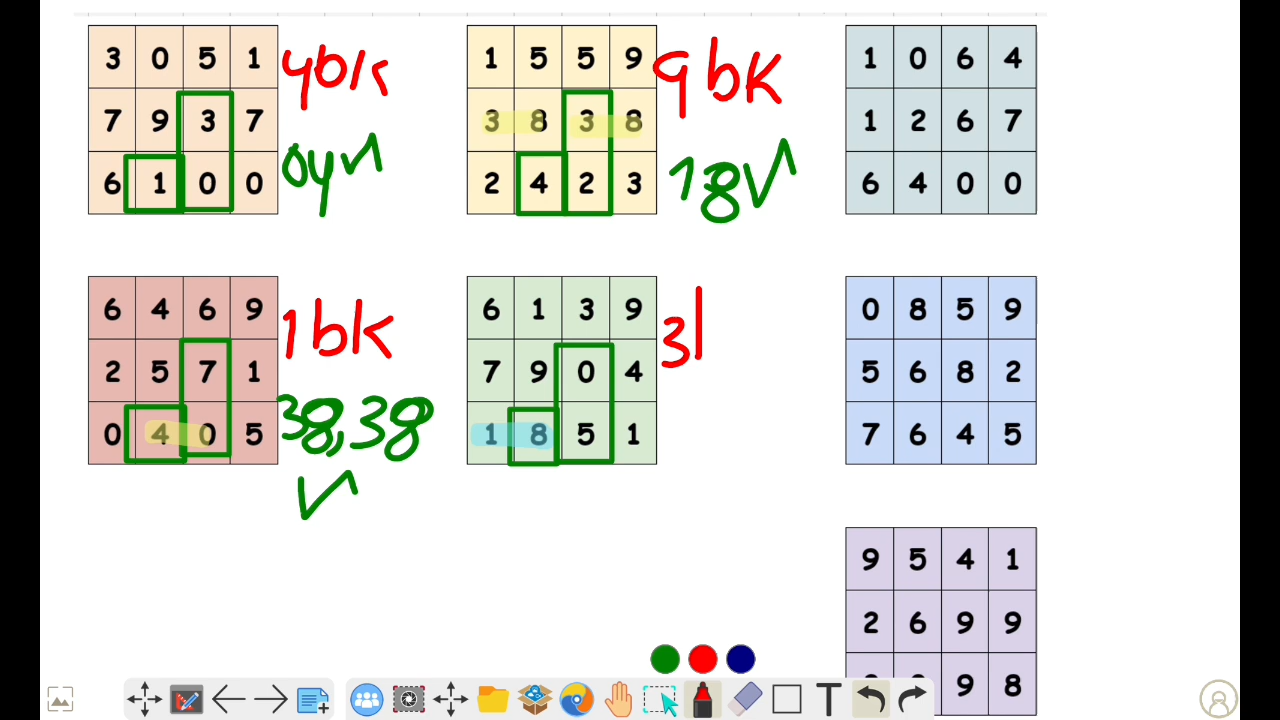 3 0 5 1
7 9 3 7
6 1 0 0
4bk
04
1 5 5 9
3 8 3 8
2 4 2 3
9bk
18
1 0 6 4
1 2 6 7
6 4 0 0
6 4 6 9
2 5 7 1
0 4 0 5
1bk
38,38
6 1 3 9
7 9 0 4
1 8 5 1
3
0 8 5 9
5 6 8 2
7 6 4 5
9 5 4 1
2 6 9 9
9 8
T